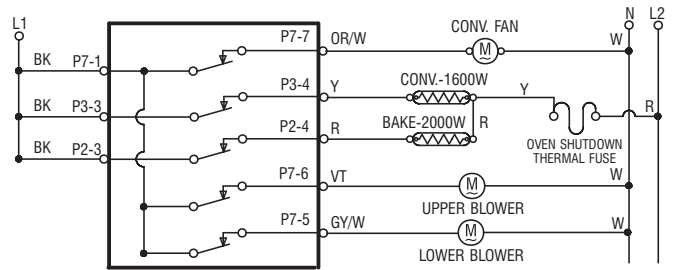 L1
N L2
P7-7 OR/W CONV. FAN W
M
BK P7-1
P3-4 Y CONV.-1600W Y
BK P3-3
R
P2-4 R BAKE-2000W R
OVEN SHUTDOWN
THERMAL FUSE
BK P2-3
P7-6 VT W
M
UPPER BLOWER
P7-5 GY/W W
M
LOWER BLOWER